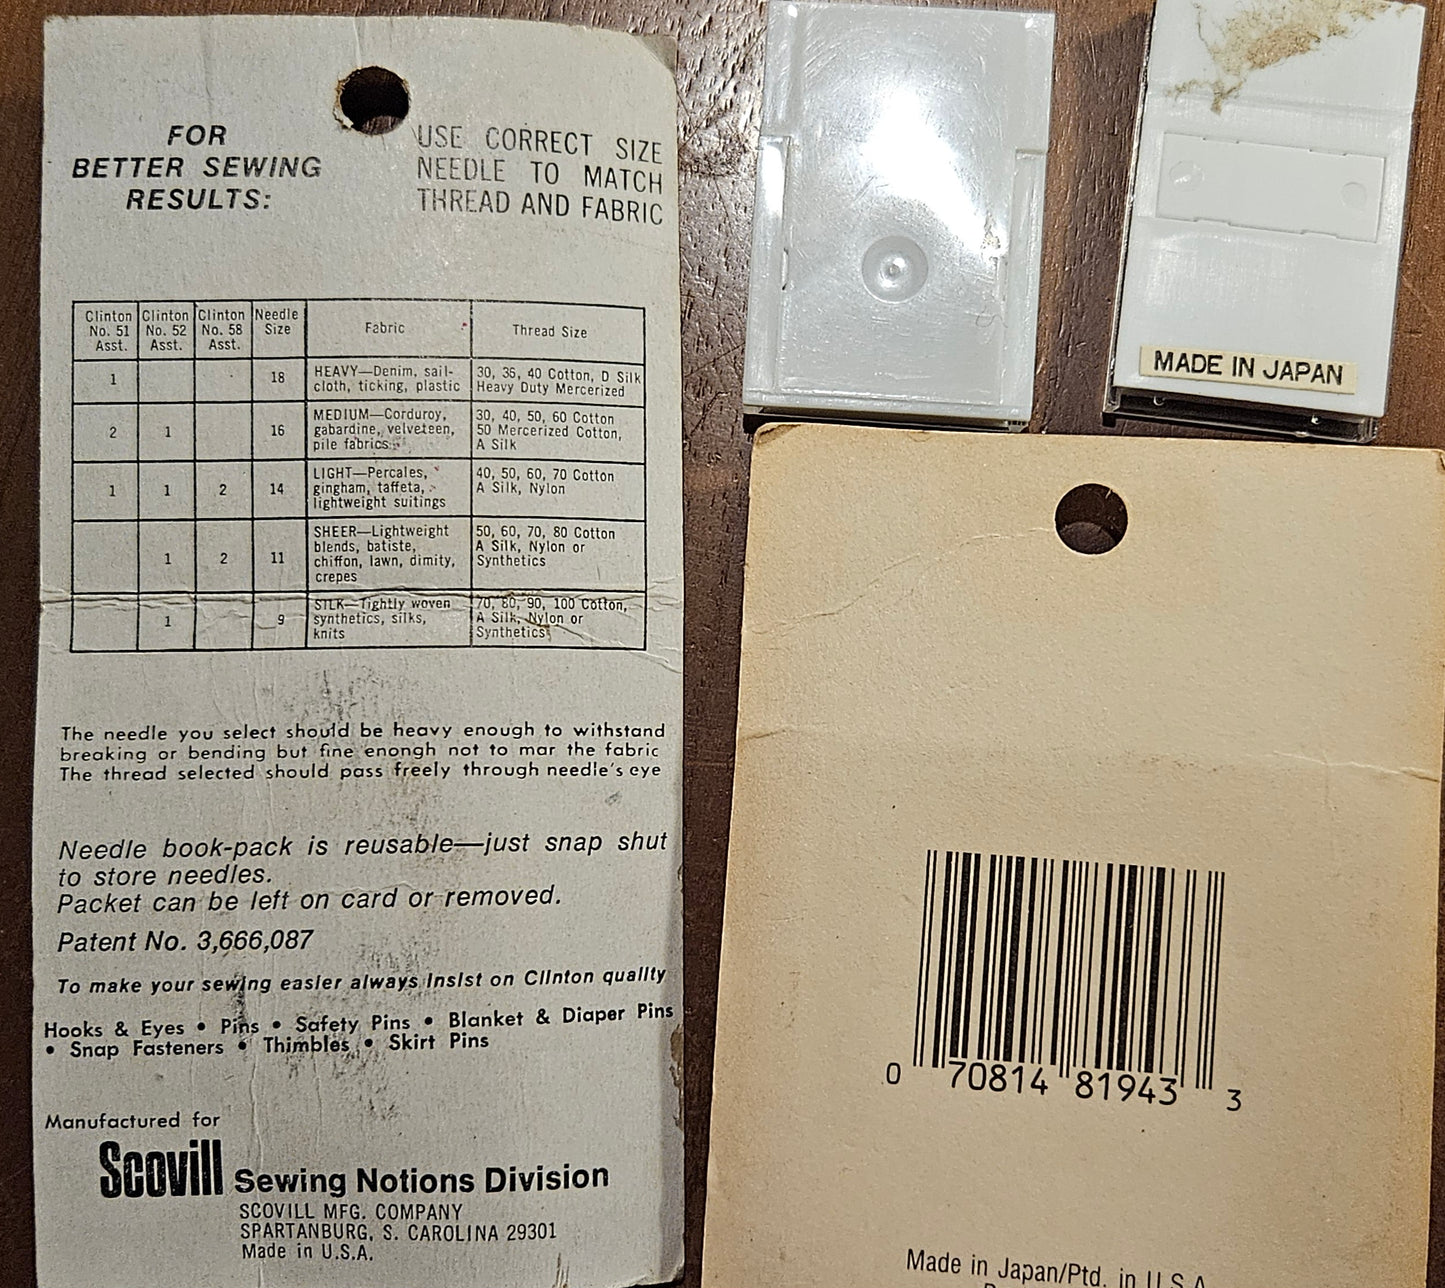 FOR
BETTER SEWING
RESULTS:
USE CORRECT SIZE
NEEDLE TO MATCH
THREAD AND FABRIC
Clinton No. 51 Asst. Clinton No. 52 Asst. Clinton No. 58 Asst. Needle Size Fabric Thread Size
1 18 HEAVY—Denim, sail- 30, 36, 40 Cotton, D Silk
cloth, ticking, plastic Heavy Duty Mercerized
2 1 16 MEDIUM—Corduroy, 30, 40, 50, 60 Cotton
gabardine, velveteen, 50 Mercerized Cotton,
pile fabrics A Silk
1 1 2 14 LIGHT—Percales, 40, 50, 60, 70 Cotton
gingham, taffeta, A Silk, Nylon
lightweight suitings
1 2 11 SHEER—Lightweight 50, 60, 70, 80 Cotton
blends, batiste, A Silk, Nylon or
chiffon, lawn, dimity, Synthetics
crepes
1 9 SILK—Tightly woven 70, 80, 90, 100 Cotton,
synthetics, silks, A Silk, Nylon or
knits Synthetics
The needle you select should be heavy enough to withstand
breaking or bending but fine enongh not to mar the fabric
The thread selected should pass freely through needle's eye
Needle book-pack is reusable—just snap shut
to store needles.
Packet can be left on card or removed.
Patent No. 3,666,087
To make your sewing easier always insist on Clinton quality
Hooks & Eyes • Pins • Safety Pins • Blanket & Diaper Pins
• Snap Fasteners • Thimbles • Skirt Pins
Manufactured for
Scovill Sewing Notions Division
SCOVILL MFG. COMPANY
SPARTANBURG, S. CAROLINA 29301
Made in U.S.A.
MADE IN JAPAN
0 70814 81943 3
Made in Japan/Ptd. in U.S.A.